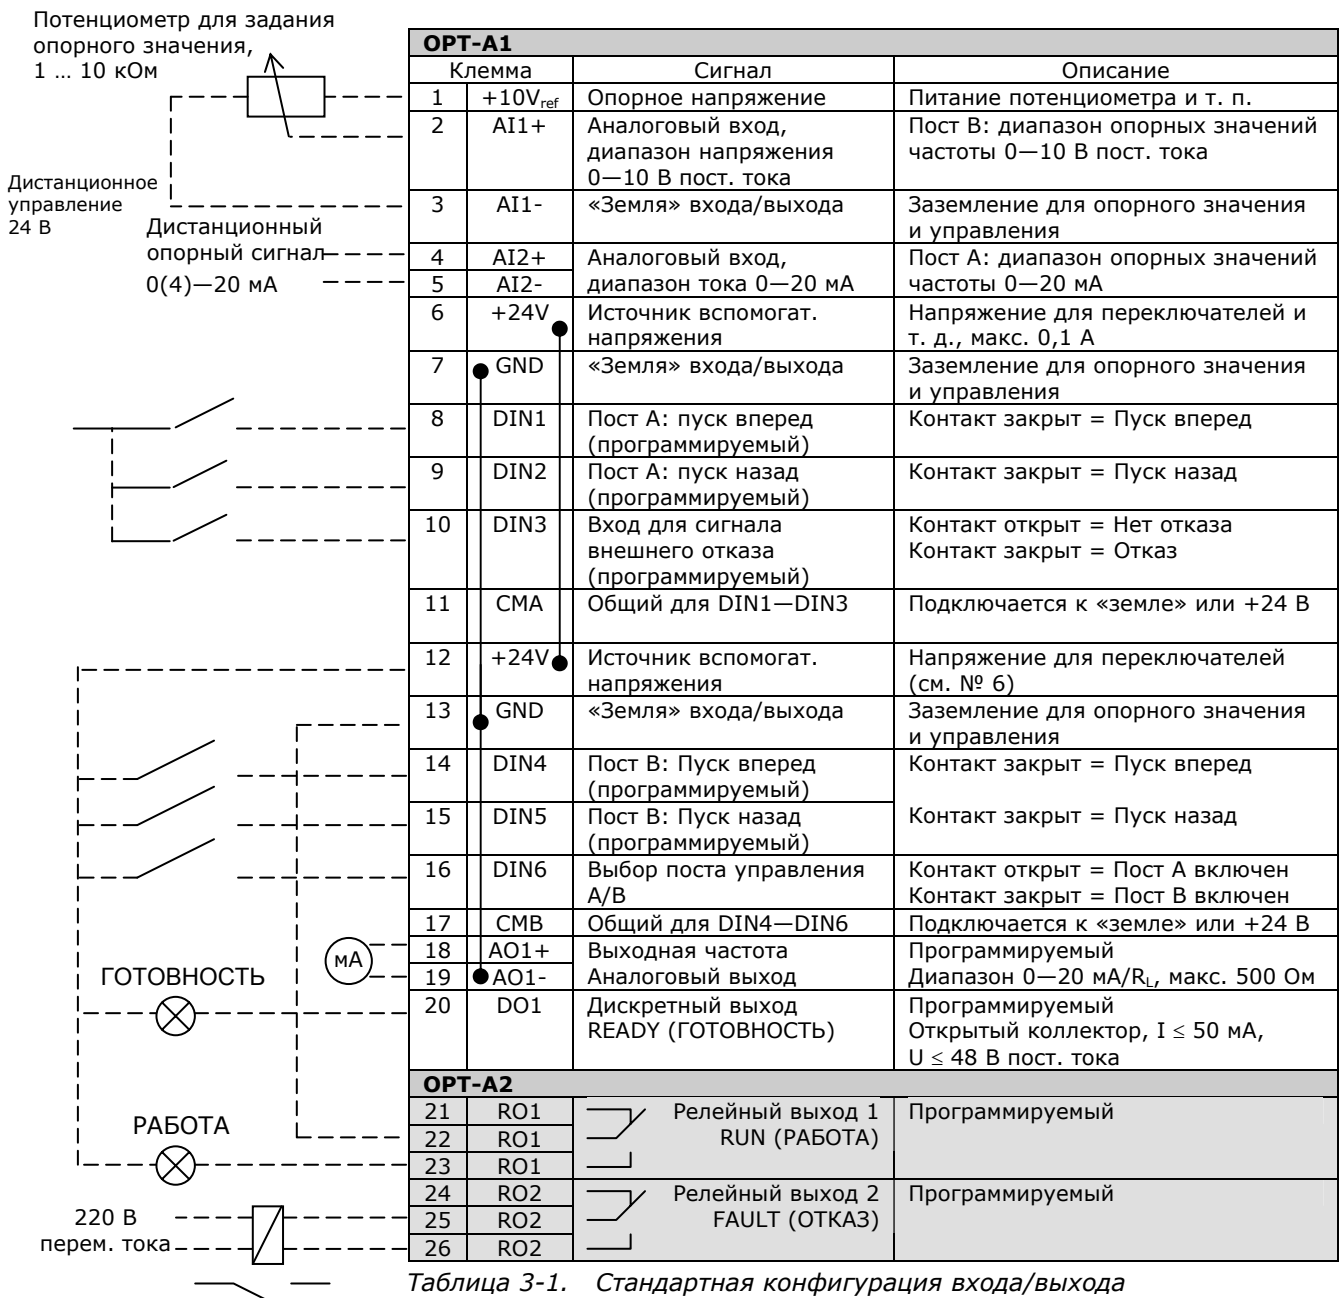 Потенциометр для задания
опорного значения,
1 … 10 кОм
Дистанционное
управление
24 В
Дистанционный
опорный сигнал
0(4)—20 мА
ГОТОВНОСТЬ
мА
РАБОТА
220 В
перем. тока
OPT-A1
Клемма Сигнал Описание
1 +10Vref Опорное напряжение Питание потенциометра и т. п.
2 AI1+ Аналоговый вход, Пост B: диапазон опорных значений
диапазон напряжения частоты 0—10 В пост. тока
0—10 В пост. тока
3 AI1- «Земля» входа/выхода Заземление для опорного значения
и управления
4 AI2+ Аналоговый вход, Пост A: диапазон опорных значений
5 AI2- диапазон тока 0—20 мА частоты 0—20 мА
6 +24V Источник вспомогат. Напряжение для переключателей и
напряжения т. д., макс. 0,1 А
7 GND «Земля» входа/выхода Заземление для опорного значения
и управления
8 DIN1 Пост A: пуск вперед Контакт закрыт = Пуск вперед
(программируемый)
9 DIN2 Пост A: пуск назад Контакт закрыт = Пуск назад
(программируемый)
10 DIN3 Вход для сигнала Контакт открыт = Нет отказа
внешнего отказа Контакт закрыт = Отказ
(программируемый)
11 CMA Общий для DIN1—DIN3 Подключается к «земле» или +24 В
12 +24V Источник вспомогат. Напряжение для переключателей
напряжения (см. № 6)
13 GND «Земля» входа/выхода Заземление для опорного значения
и управления
14 DIN4 Пост B: Пуск вперед Контакт закрыт = Пуск вперед
(программируемый)
15 DIN5 Пост B: Пуск назад Контакт закрыт = Пуск назад
(программируемый)
16 DIN6 Выбор поста управления Контакт открыт = Пост A включен
A/B Контакт закрыт = Пост B включен
17 CMB Общий для DIN4—DIN6 Подключается к «земле» или +24 В
18 AO1+ Выходная частота Программируемый
19 AO1- Аналоговый выход Диапазон 0—20 мА/RL, макс. 500 Ом
20 DO1 Дискретный выход Программируемый
READY (ГОТОВНОСТЬ) Открытый коллектор, I ≤ 50 мА,
U ≤ 48 В пост. тока
OPT-A2
21 RO1 Релейный выход 1 Программируемый
22 RO1 RUN (РАБОТА)
23 RO1
24 RO2 Релейный выход 2 Программируемый
25 RO2 FAULT (ОТКАЗ)
26 RO2
Таблица 3-1. Стандартная конфигурация входа/выхода